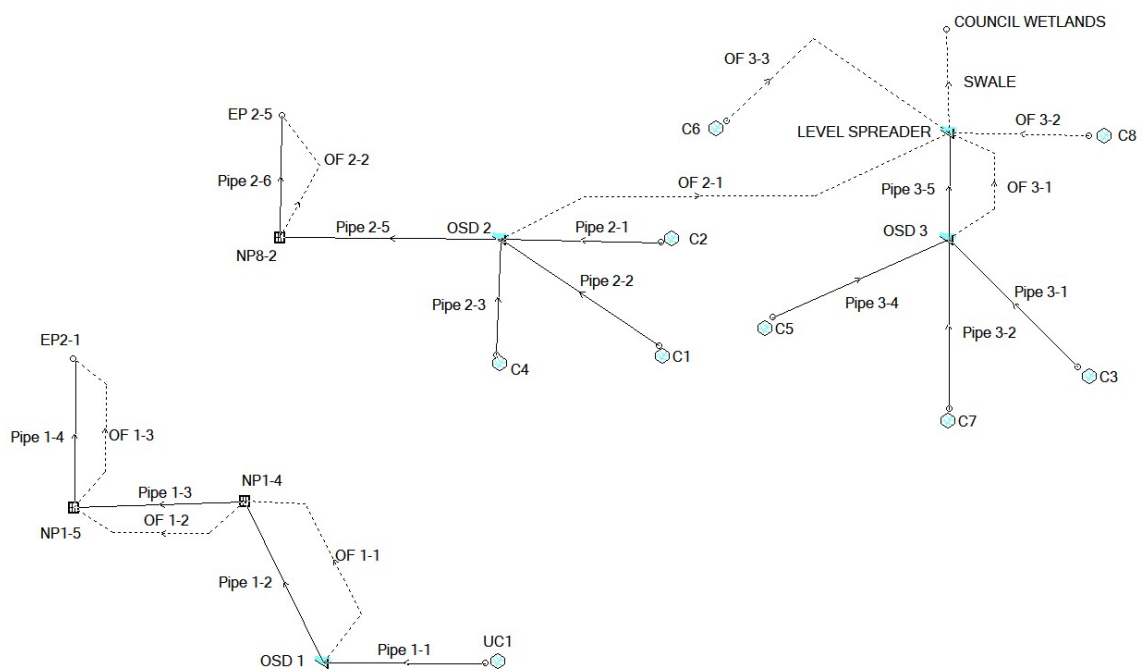 COUNCIL WETLANDS
OF 3-3
SWALE
EP 2-5
C6
LEVEL SPREADER
OF 3-2
C8
OF 2-2
Pipe 2-6
OF 2-1
Pipe 3-5
OF 3-1
Pipe 2-5
OSD 2
Pipe 2-1
C2
OSD 3
NP8-2
Pipe 2-2
Pipe 2-3
Pipe 3-4
Pipe 3-1
C5
Pipe 3-2
EP2-1
C4
C1
C3
C7
Pipe 1-4
OF 1-3
NP1-4
Pipe 1-3
OF 1-2
NP1-5
OF 1-1
Pipe 1-2
UC1
Pipe 1-1
OSD 1